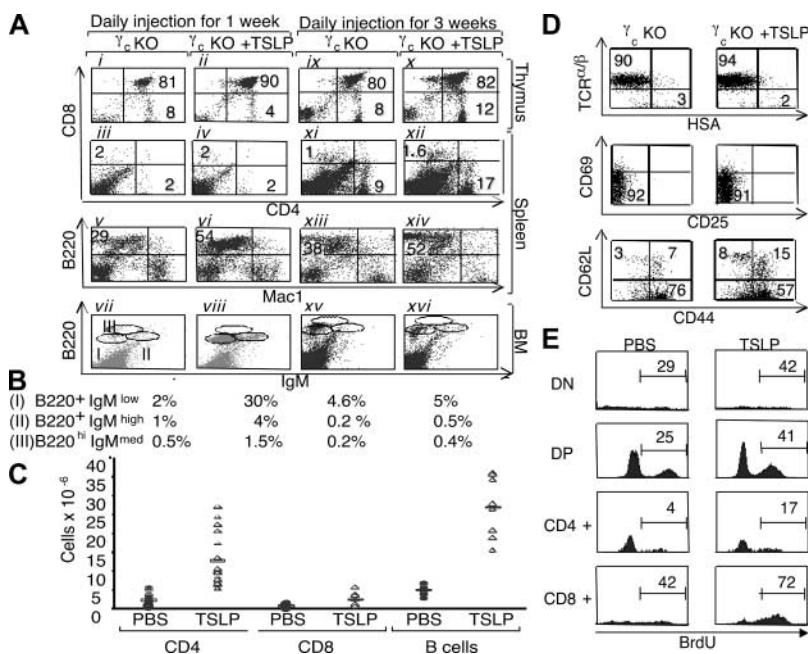 A
Daily injection for 1 week
Daily injection for 3 weeks
γc KO
γc KO +TSLP
γc KO
γc KO +TSLP
i
ii
ix
x
81
8
90
4
80
8
82
12
CD8
Thymus
iii
iv
xi
xii
2
2
2
2
1
9
1.6
17
CD4
Spleen
v
vi
xiii
xiv
29
54
38
52
B220
Mac1
vii
viii
xv
xvi
III
I
II
B220
IgM
BM
B
(I) B220+ IgM low 2% 30% 4.6% 5%
(II) B220+ IgM high 1% 4% 0.2 % 0.5%
(III)B220 hi IgM med 0.5% 1.5% 0.2% 0.4%
C
Cells x 10-6
40
35
30
25
20
15
10
5
0
PBS TSLP PBS TSLP PBS TSLP
CD4 CD8 B cells
D
γc KO
γc KO +TSLP
90
3
94
2
TCRα/β
HSA
92
91
CD69
CD25
3
7
76
8
15
57
CD62L
CD44
E
PBS
TSLP
DN
29
42
DP
25
41
CD4 +
4
17
CD8 +
42
72
BrdU